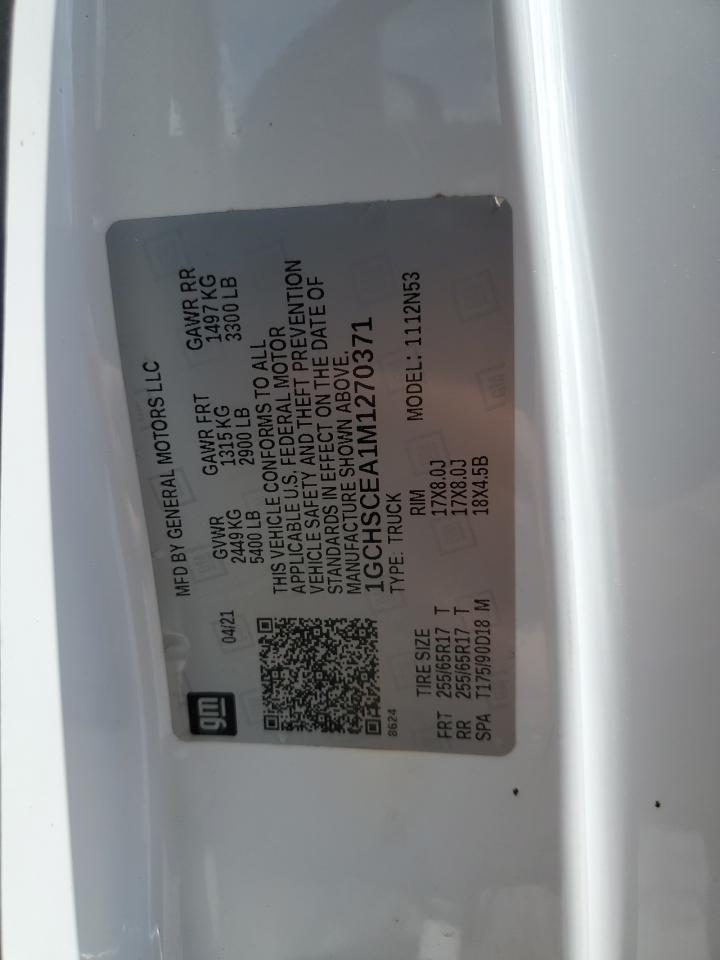 gm
04/21
MFD BY GENERAL MOTORS LLC
GVWR GAWR FRT GAWR RR
2449 KG 1315 KG 1497 KG
5400 LB 2900 LB 3300 LB
THIS VEHICLE CONFORMS TO ALL
APPLICABLE U.S. FEDERAL MOTOR
VEHICLE SAFETY AND THEFT PREVENTION
STANDARDS IN EFFECT ON THE DATE OF
MANUFACTURE SHOWN ABOVE.
1GCHSCEA1M1270371
8624
TYPE: TRUCK MODEL: 1112N53
TIRE SIZE RIM
FRT 255/65R17 T 17X8.0J
RR 255/65R17 T 17X8.0J
SPA T175/90D18 M 18X4.5B